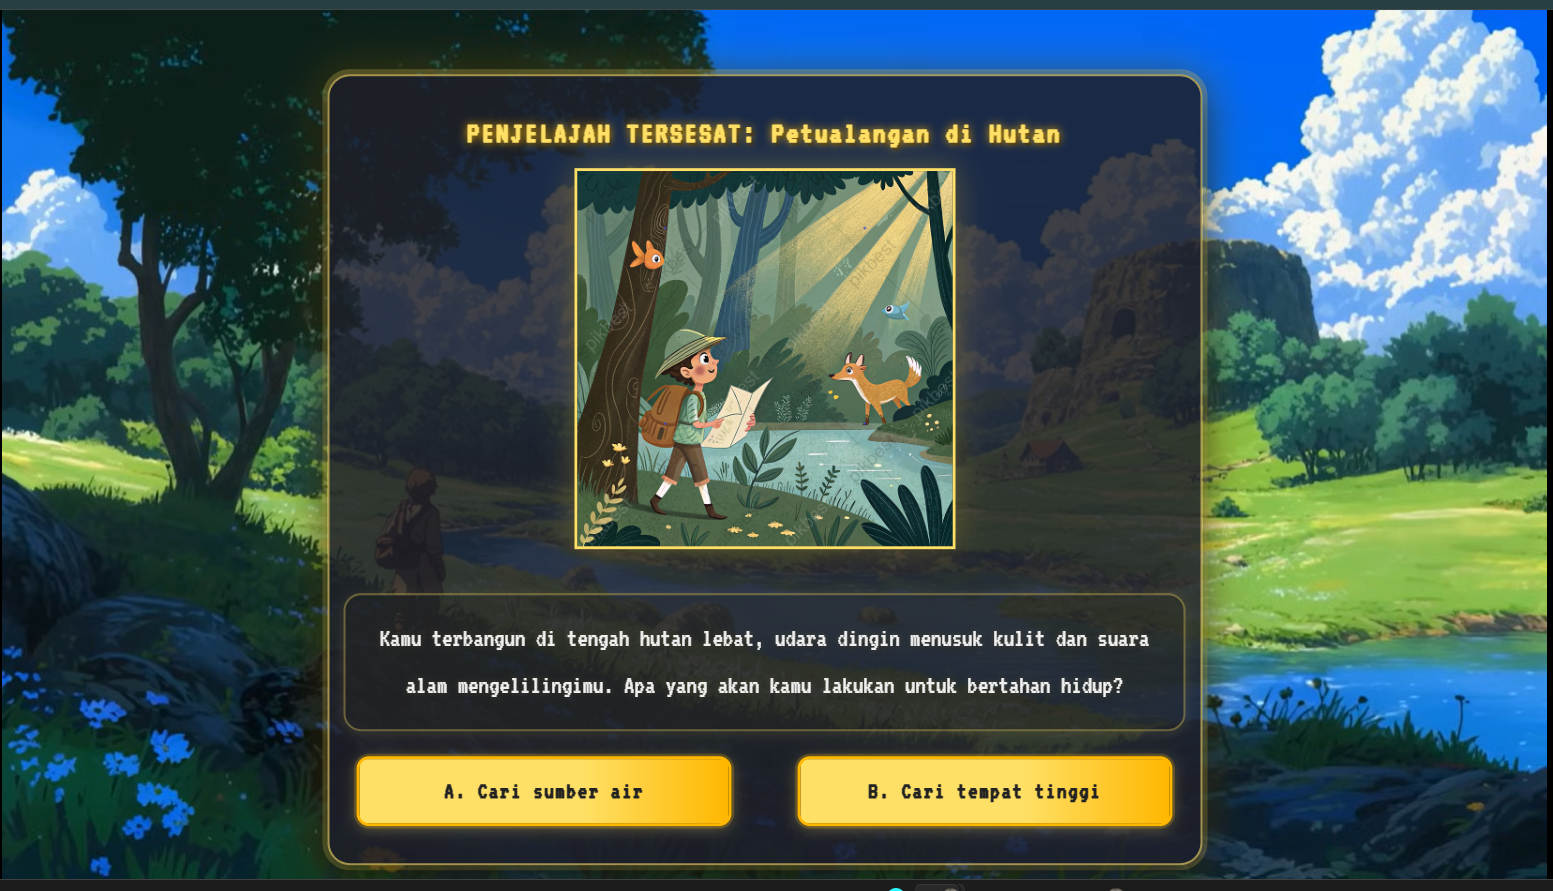 PENJELAJAH TERSESAT: Petualangan di Hutan
pikbest
Kamu terbangun di tengah hutan lebat, udara dingin menusuk kulit dan suara
alam mengelilingimu. Apa yang akan kamu lakukan untuk bertahan hidup?
A. Cari sumber air
B. Cari tempat tinggi